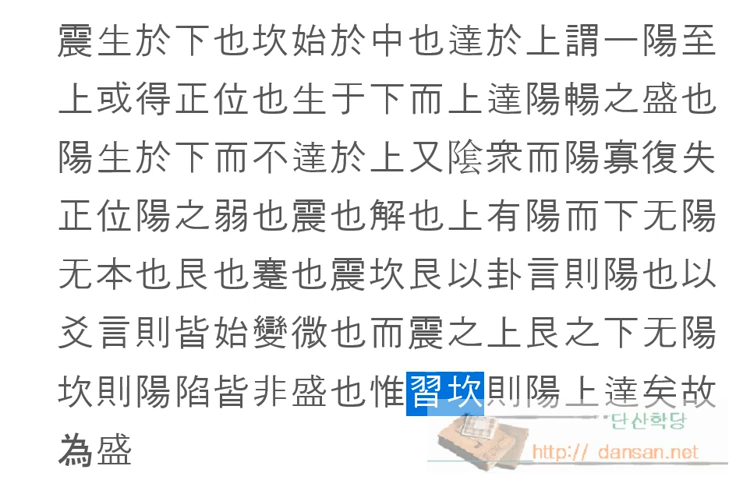 震生於下也坎始於中也達於上謂一陽至
上或得正位也生于下而上達陽暢之盛也
陽生於下而不達於上又陰衆而陽寡復失
正位陽之弱也震也解也上有陽而下无陽
无本也艮也蹇也震坎艮以卦言則陽也以
爻言則皆始變微也而震之上艮之下无陽
坎則陽陷皆非盛也惟習坎則陽上達矣故
為盛
단산학당
http:// dansan.net